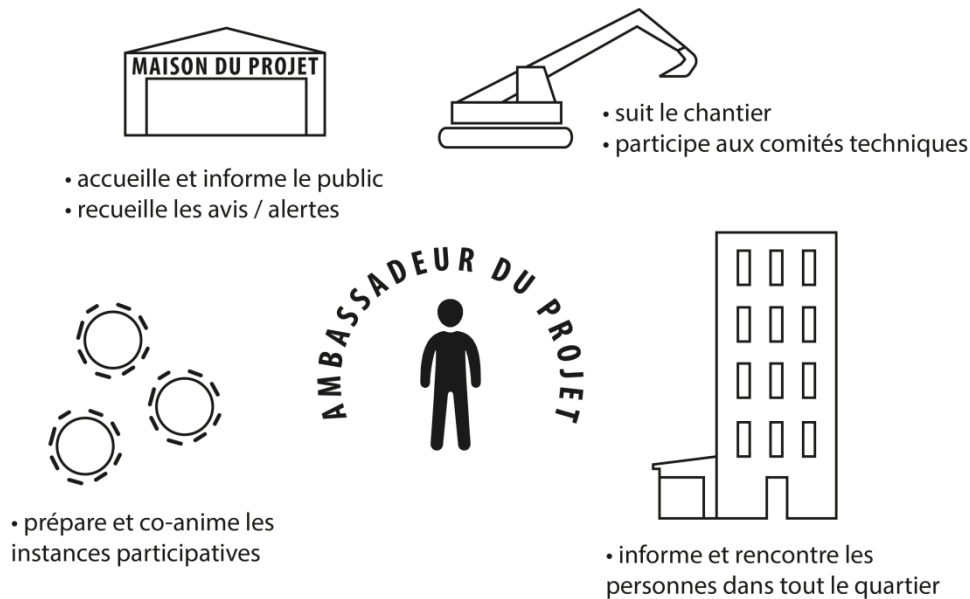 MAISON DU PROJET
• accueille et informe le public
• recueille les avis / alertes
• suit le chantier
• participe aux comités techniques
AMBASSADEUR DU PROJET
• prépare et co-anime les
instances participatives
• informe et rencontre les
personnes dans tout le quartier